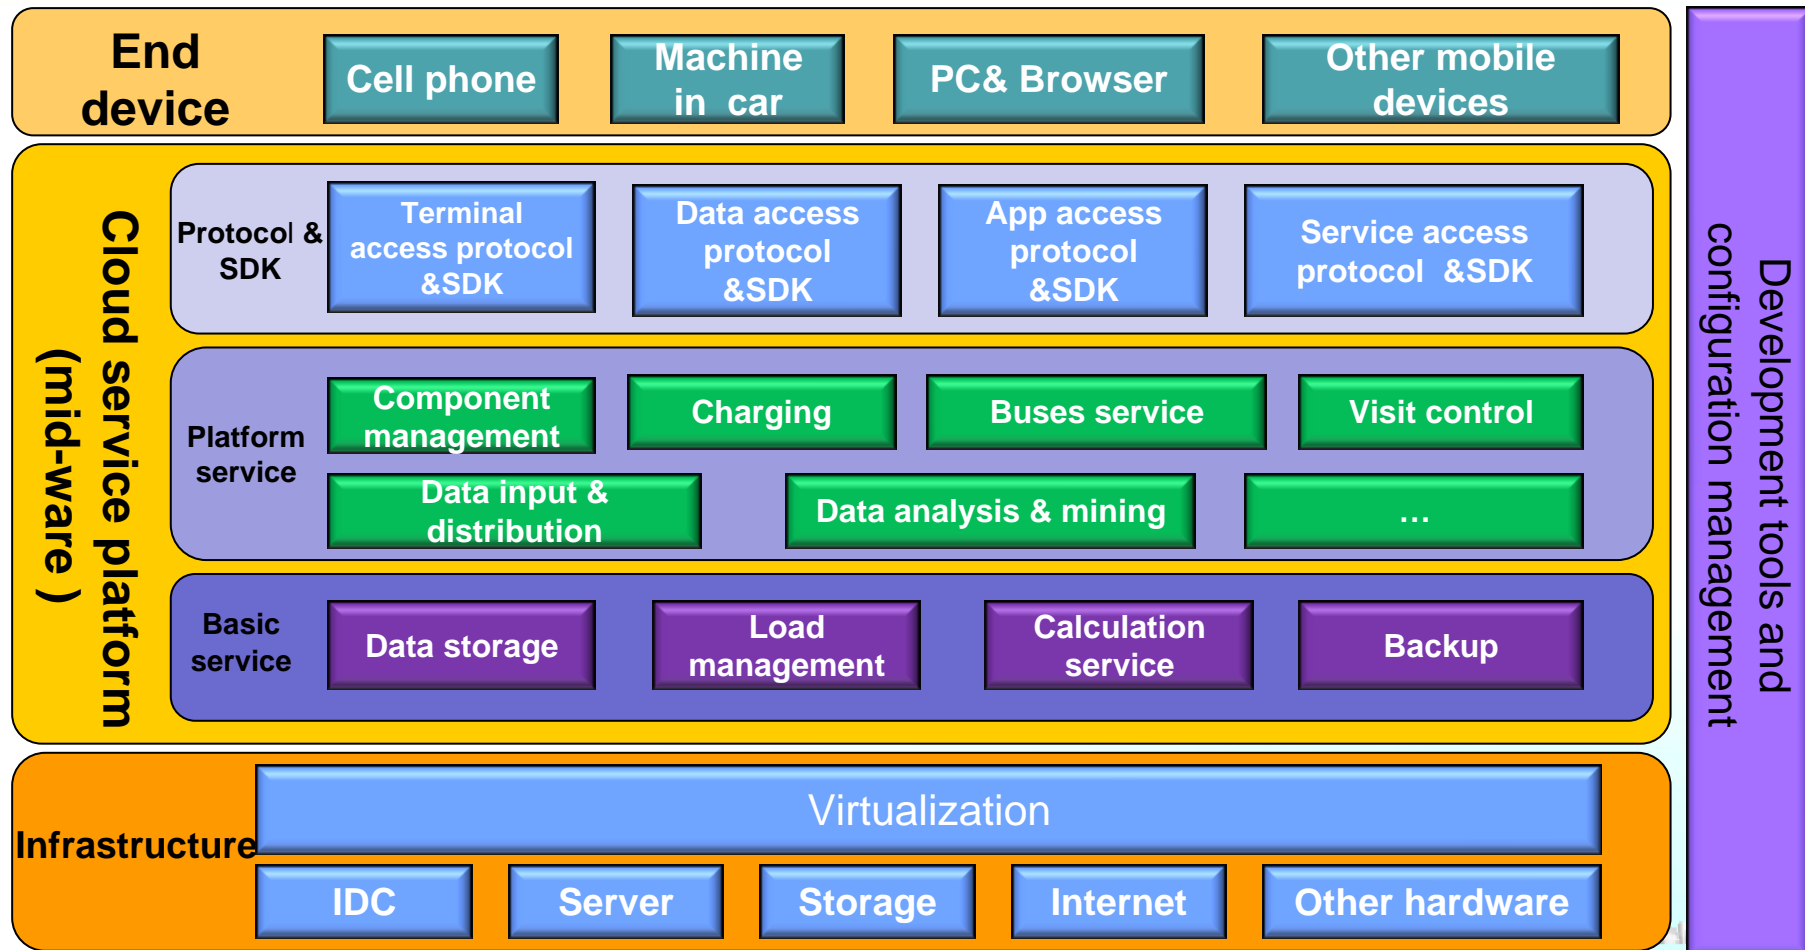 End
device
Cell phone
Machine
in car
PC& Browser
Other mobile
devices
Cloud service platform
(mid-ware )
Protocol &
SDK
Terminal
access protocol
&SDK
Data access
protocol
&SDK
App access
protocol
&SDK
Service access
protocol &SDK
Platform
service
Component
management
Charging
Buses service
Visit control
Data input &
distribution
Data analysis & mining
...
Basic
service
Data storage
Load
management
Calculation
service
Backup
Infrastructure
Virtualization
IDC
Server
Storage
Internet
Other hardware
Development tools and
configuration management